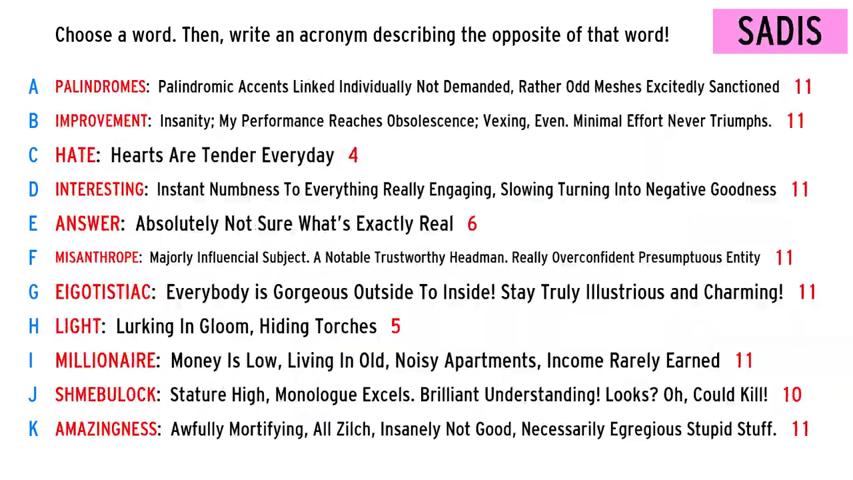 Choose a word. Then, write an acronym describing the opposite of that word!
SADIS
A PALINDROMES: Palindromic Accents Linked Individually Not Demanded, Rather Odd Meshes Excitedly Sanctioned 11
B IMPROVEMENT: Insanity; My Performance Reaches Obsolescence; Vexing, Even. Minimal Effort Never Triumphs. 11
C HATE: Hearts Are Tender Everyday 4
D INTERESTING: Instant Numbness To Everything Really Engaging, Slowing Turning Into Negative Goodness 11
E ANSWER: Absolutely Not Sure What's Exactly Real 6
F MISANTHROPE: Majorly Influencial Subject. A Notable Trustworthy Headman. Really Overconfident Presumptuous Entity 11
G EIGOTISTIAC: Everybody is Gorgeous Outside To Inside! Stay Truly Illustrious and Charming! 11
H LIGHT: Lurking In Gloom, Hiding Torches 5
I MILLIONAIRE: Money Is Low, Living In Old, Noisy Apartments, Income Rarely Earned 11
J SHMEBULOCK: Stature High, Monologue Excels. Brilliant Understanding! Looks? Oh, Could Kill! 10
K AMAZINGNESS: Awfully Mortifying, All Zilch, Insanely Not Good, Necessarily Egregious Stupid Stuff. 11